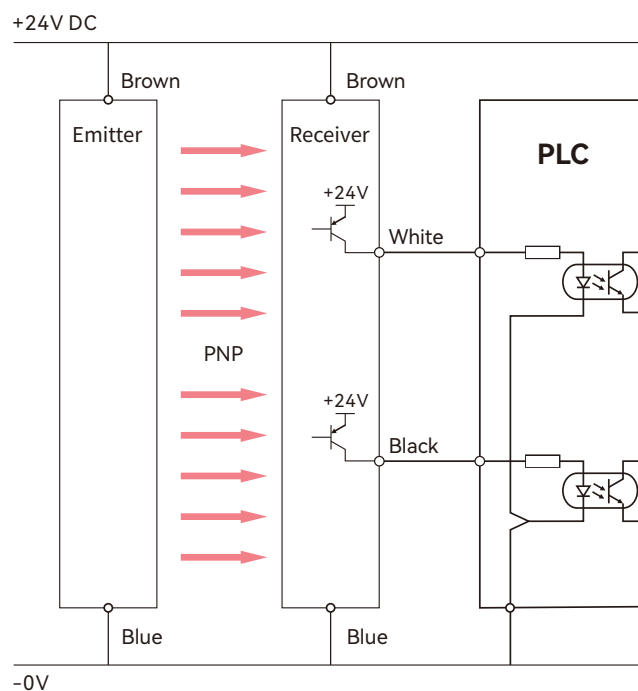 +24V DC
Brown
Brown
Emitter
Receiver
PLC
+24V
White
PNP
+24V
Black
Blue
Blue
-0V